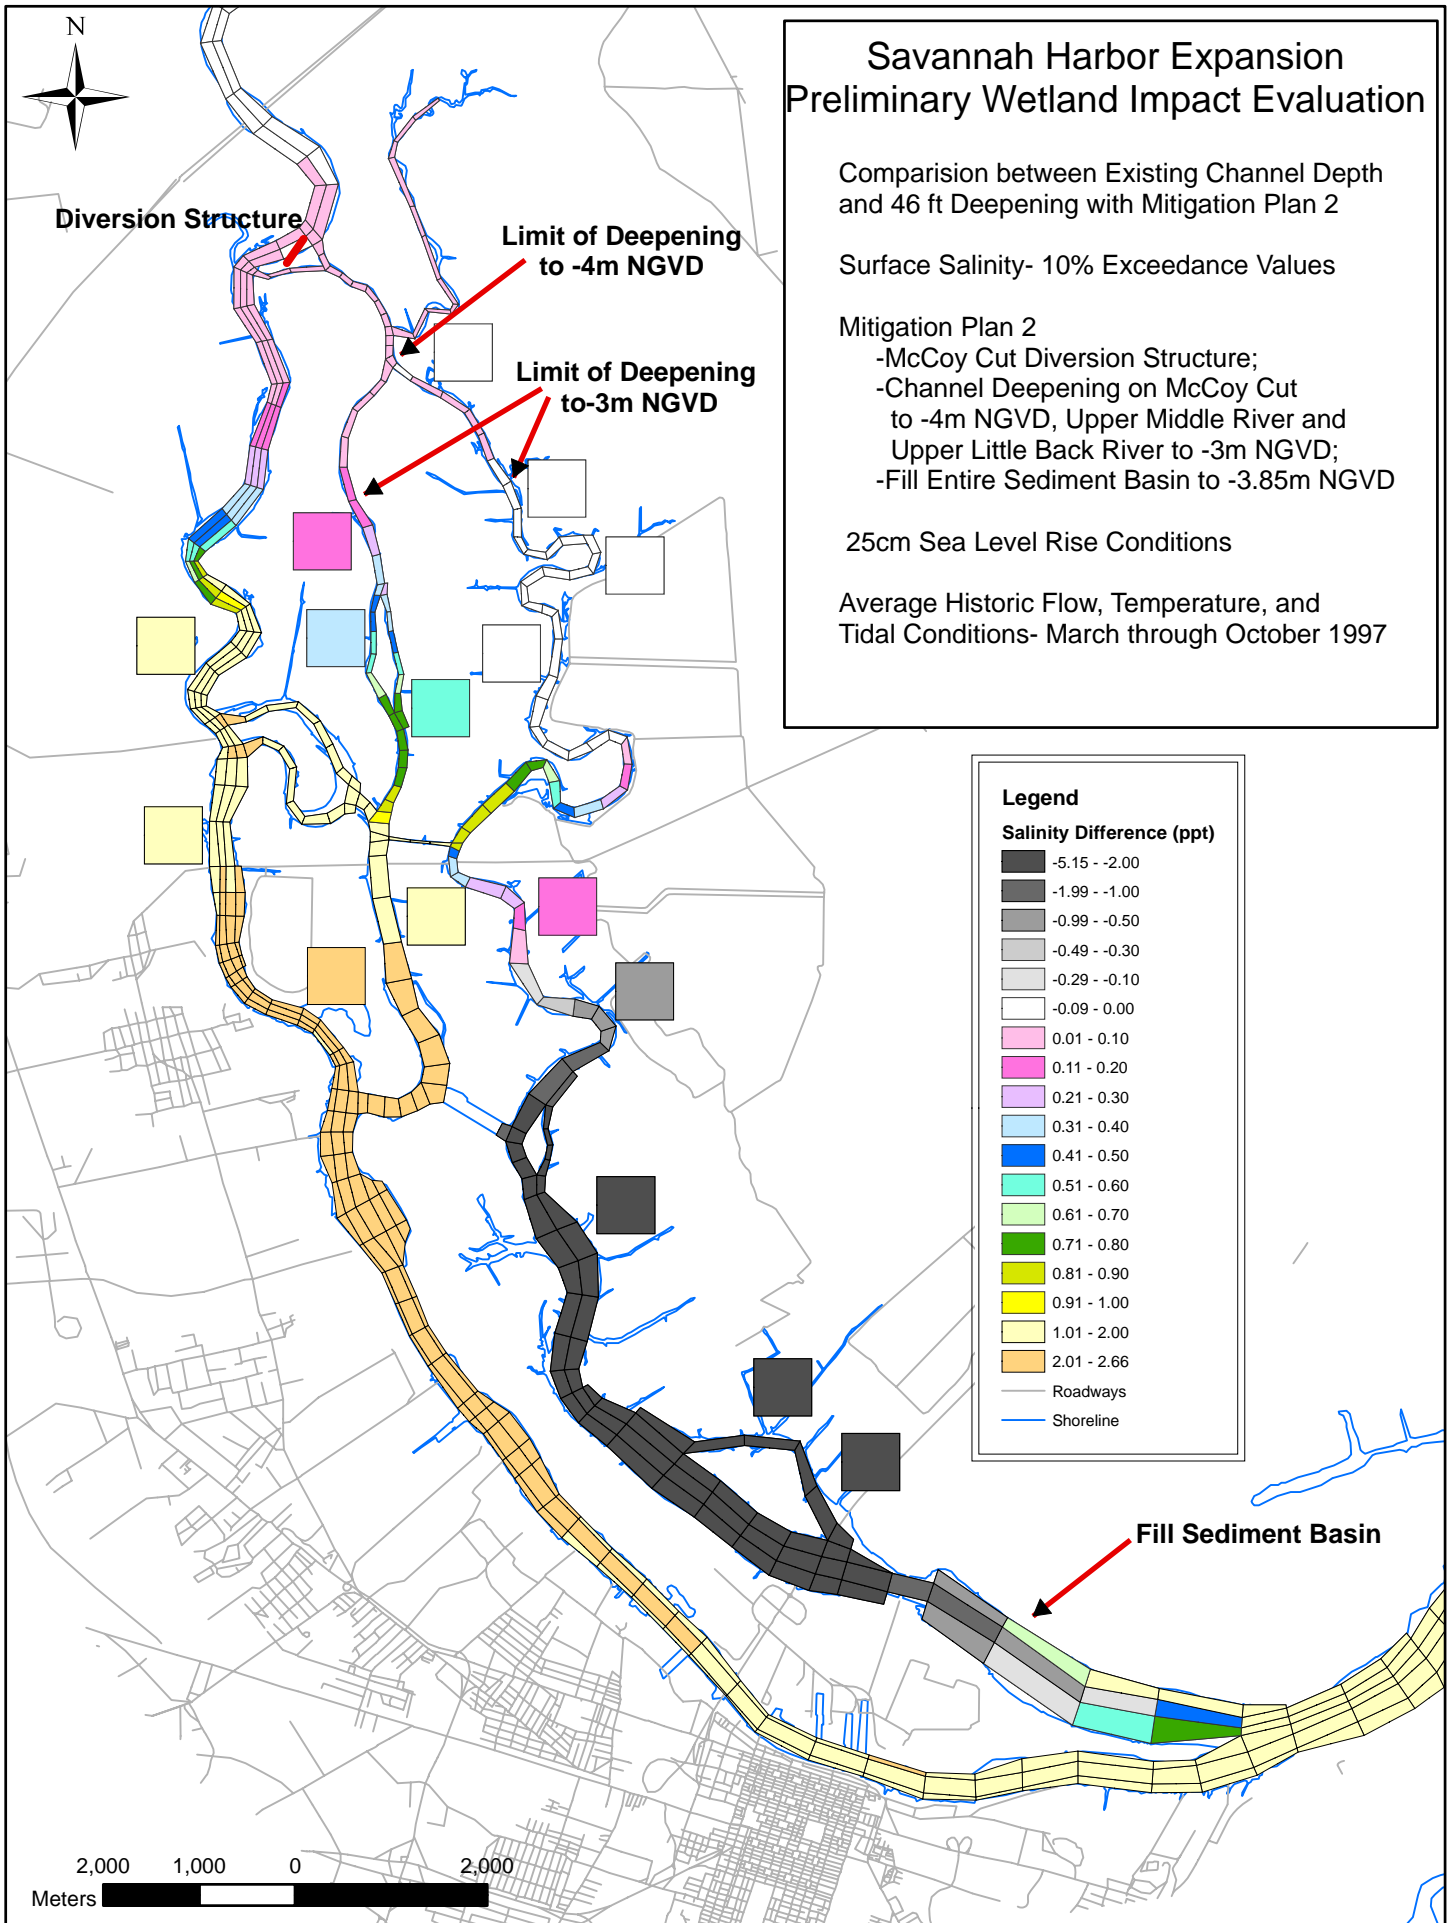 N
Savannah Harbor Expansion
Preliminary Wetland Impact Evaluation
Comparision between Existing Channel Depth
and 46 ft Deepening with Mitigation Plan 2
Surface Salinity- 10% Exceedance Values
Mitigation Plan 2
-McCoy Cut Diversion Structure;
-Channel Deepening on McCoy Cut
to -4m NGVD, Upper Middle River and
Upper Little Back River to -3m NGVD;
-Fill Entire Sediment Basin to -3.85m NGVD
25cm Sea Level Rise Conditions
Average Historic Flow, Temperature, and
Tidal Conditions- March through October 1997
Diversion Structure
Limit of Deepening
to -4m NGVD
Limit of Deepening
to-3m NGVD
Legend
Salinity Difference (ppt)
-5.15 - -2.00
-1.99 - -1.00
-0.99 - -0.50
-0.49 - -0.30
-0.29 - -0.10
-0.09 - 0.00
0.01 - 0.10
0.11 - 0.20
0.21 - 0.30
0.31 - 0.40
0.41 - 0.50
0.51 - 0.60
0.61 - 0.70
0.71 - 0.80
0.81 - 0.90
0.91 - 1.00
1.01 - 2.00
2.01 - 2.66
Roadways
Shoreline
Fill Sediment Basin
2,000 1,000 0 2,000
Meters